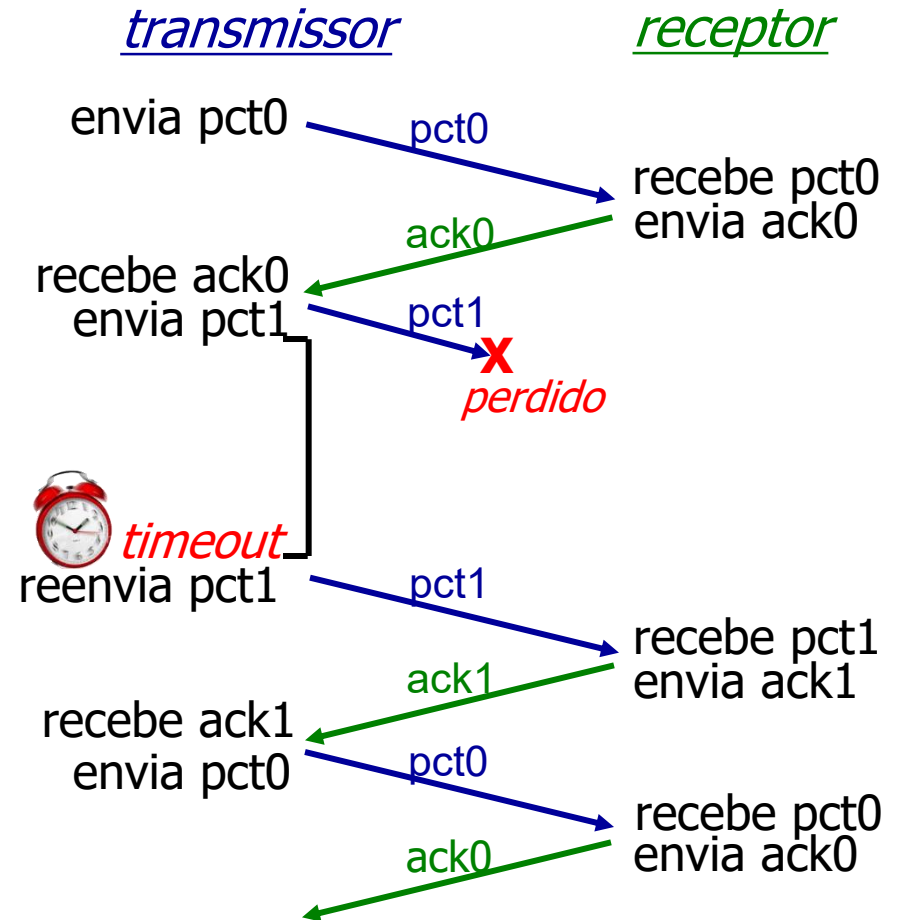 transmissor
receptor
envia pct0
pct0
recebe pct0
envia ack0
ack0
recebe ack0
envia pct1
pct1
X
perdido
timeout
reenvia pct1
pct1
recebe pct1
envia ack1
ack1
recebe ack1
envia pct0
pct0
recebe pct0
envia ack0
ack0